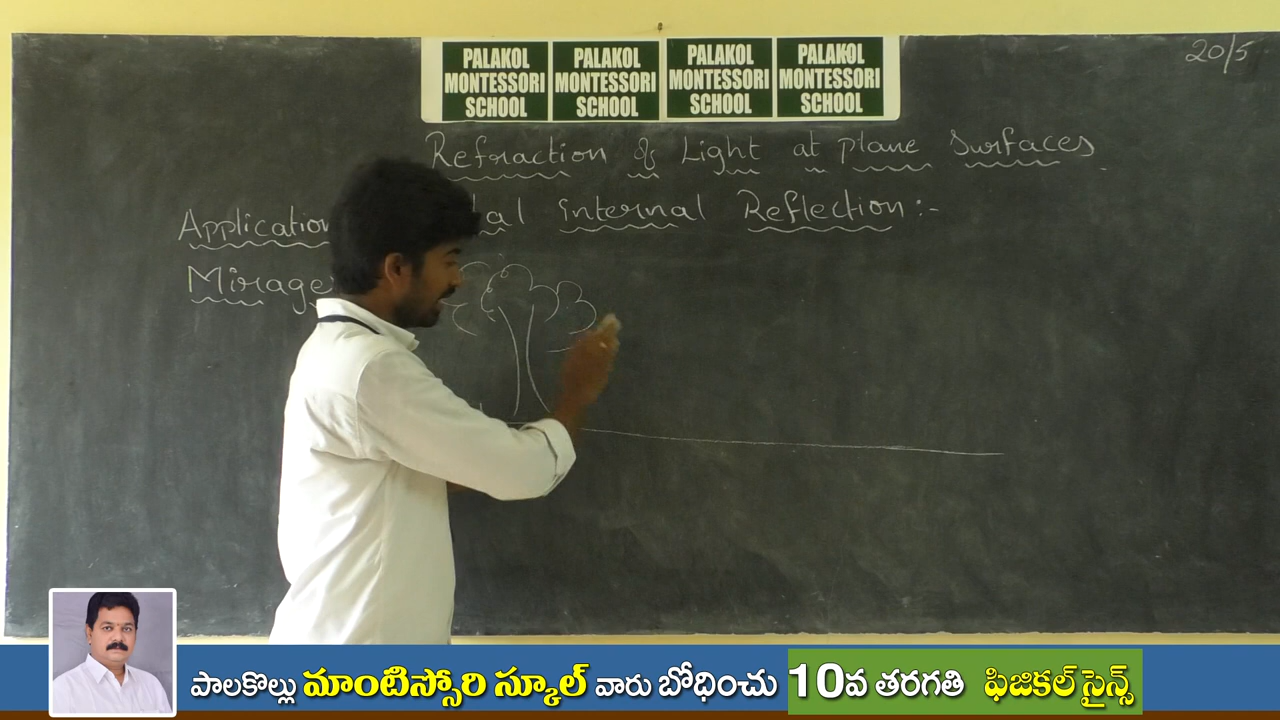 PALAKOL MONTESSORI SCHOOL PALAKOL MONTESSORI SCHOOL PALAKOL MONTESSORI SCHOOL PALAKOL MONTESSORI SCHOOL
20/5
Refraction of Light at plane Surfaces
Application Internal Reflection:-
Mirage
పాలకొల్లు మాంటిస్సోరి స్కూల్ వారు బోధించు 10వ తరగతి ఫిజికల్ సైన్స్